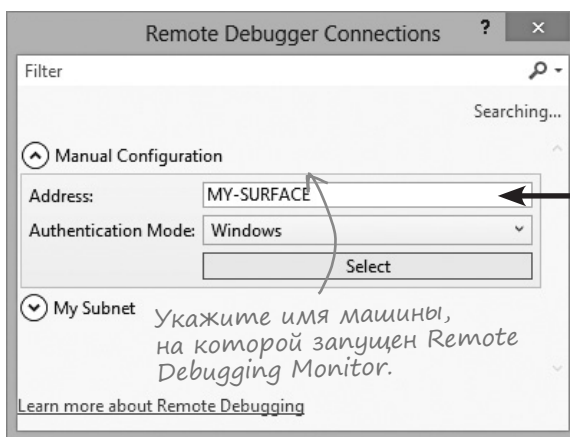 Remote Debugger Connections ? ×
Filter
Searching...
Manual Configuration
Address: MY-SURFACE
Authentication Mode: Windows
Select
My Subnet
Укажите имя машины,
на которой запущен Remote
Debugging Monitor.
Learn more about Remote Debugging